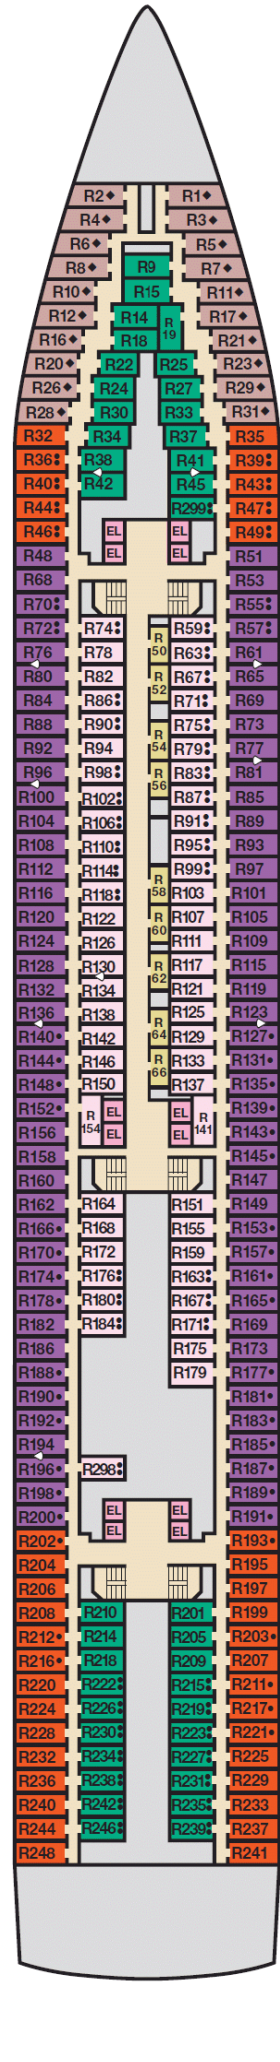 R2◆ R1◆
R4◆ R3◆
R6◆ R5◆
R8◆ R9 R7◆
R10◆ R15 R11◆
R12◆ R14 R 19 R17◆
R16◆ R18 R21◆
R20◆ R22 R25 R23◆
R26◆ R24 R27 R29◆
R28◆ R30 R33 R31◆
R32 R34 R37 R35
R36⦂ R38 R41 R39⦂
R40⦂ R42 R45 R43⦂
R44⦂ R299⦂ R47⦂
R46⦂ EL EL R49⦂
R48 EL EL R51
R68 R53
R70⦂ R55⦂
R72⦂ R74⦂ R 50 R59⦂ R57⦂
R76 R78 R63⦂ R61
R80 R82 R 52 R67⦂ R65
R84 R86⦂ R71⦂ R69
R88 R90⦂ R 54 R75⦂ R73
R92 R94 R79⦂ R77
R96 R98⦂ R 56 R83⦂ R81
R100 R102⦂ R87⦂ R85
R104 R106⦂ R91⦂ R89
R108 R110⦂ R95⦂ R93
R112 R114⦂ R99⦂ R97
R116 R118⦂ R 58 R103 R101
R120 R122 R 60 R107 R105
R124 R126 R111 R109
R128 R130 R 62 R117 R115
R132 R134 R121 R119
R136 R138 R 64 R125 R123
R140• R142 R129 R127•
R144• R146 R 66 R133 R131•
R148• R150 R137 R135•
R152• R 154 EL EL R 141 R139
R156 EL EL R143•
R158 R145•
R160 R147
R162 R164 R151 R149
R166• R168 R155 R153•
R170• R172 R159 R157•
R174• R176⦂ R163⦂ R161•
R178• R180⦂ R167⦂ R165•
R182 R184⦂ R171⦂ R169
R186 R175 R173
R188• R179 R177•
R190• R181•
R192• R183•
R194 R185•
R196• R298⦂ R187•
R198• R189•
R200• EL EL R191•
R202• EL EL R193•
R204 R195
R206 R197
R208 R210 R201 R199
R212• R214 R205 R203•
R216• R218 R209 R207
R220 R222⦂ R215⦂ R211•
R224 R226⦂ R219⦂ R217•
R228 R230⦂ R223⦂ R221•
R232 R234⦂ R227⦂ R225
R236 R238⦂ R231⦂ R229
R240 R242⦂ R235⦂ R233
R244 R246⦂ R239⦂ R237
R248 R241